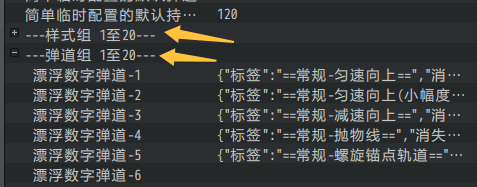 简单临时配置的默认持… 120
---样式组 1至20---
---弹道组 1至20---
漂浮数字弹道-1 {"标签":"==常规-匀速向上==","消…
漂浮数字弹道-2 {"标签":"==常规-匀速向上(小幅度…
漂浮数字弹道-3 {"标签":"==常规-减速向上==","消…
漂浮数字弹道-4 {"标签":"==常规-抛物线==","消失…
漂浮数字弹道-5 {"标签":"==常规-螺旋锚点轨道=="…
漂浮数字弹道-6